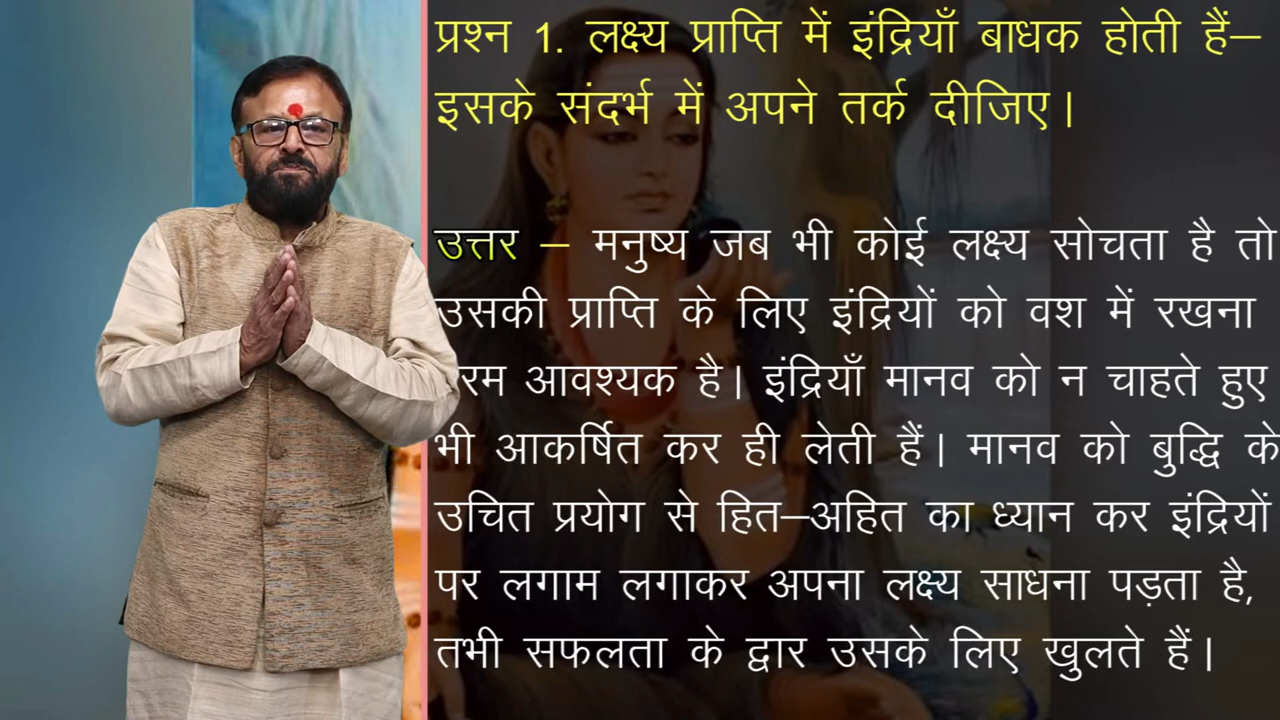 प्रश्न 1. लक्ष्य प्राप्ति में इंद्रियाँ बाधक होती हैं–
इसके संदर्भ में अपने तर्क दीजिए।
उत्तर – मनुष्य जब भी कोई लक्ष्य सोचता है तो
उसकी प्राप्ति के लिए इंद्रियों को वश में रखना
रम आवश्यक है। इंद्रियाँ मानव को न चाहते हुए
भी आकर्षित कर ही लेती हैं। मानव को बुद्धि के
उचित प्रयोग से हित–अहित का ध्यान कर इंद्रियों
पर लगाम लगाकर अपना लक्ष्य साधना पड़ता है,
तभी सफलता के द्वार उसके लिए खुलते हैं।